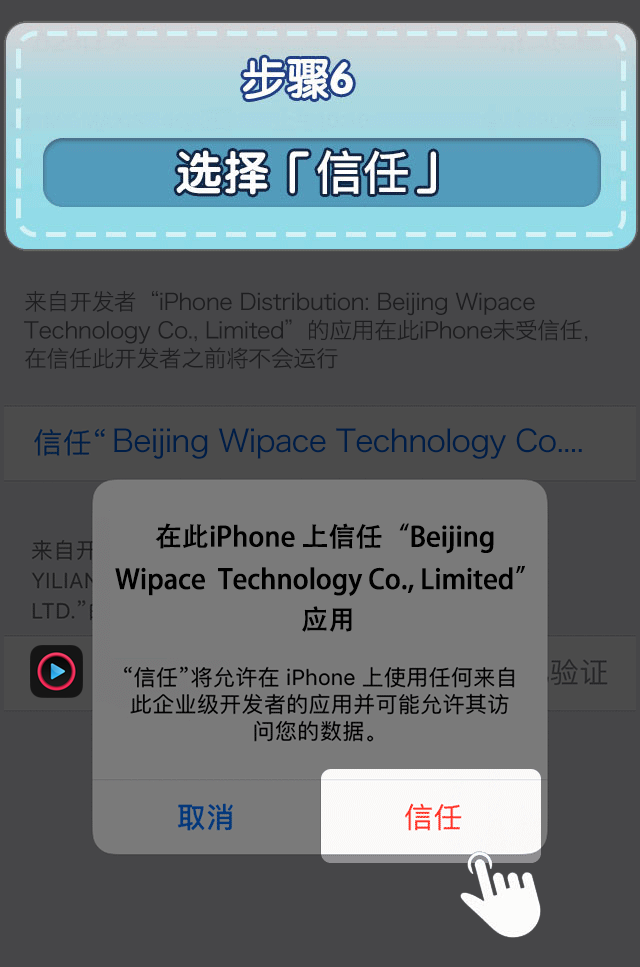 步骤6
选择「信任」
来自开发者“iPhone Distribution: Beijing Wipace
Technology Co., Limited”的应用在此iPhone未受信任,
在信任此开发者之前将不会运行
信任“Beijing Wipace Technology Co....
来自开
YILIAN
LTD.”
验证
在此iPhone 上信任“Beijing
Wipace Technology Co., Limited”
应用
“信任”将允许在 iPhone 上使用任何来自
此企业级开发者的应用并可能允许其访
问您的数据。
取消
信任